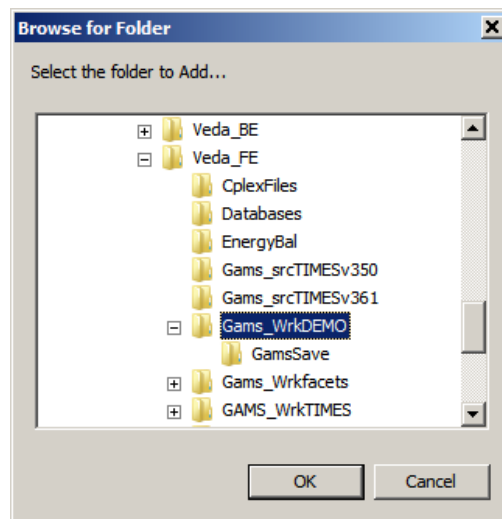 Browse for Folder
Select the folder to Add...
Veda_BE
Veda_FE
CplexFiles
Databases
EnergyBal
Gams_srcTIMESv350
Gams_srcTIMESv361
Gams_WrkDEMO
GamsSave
Gams_Wrkfacets
GAMS_WrkTIMES
OK Cancel